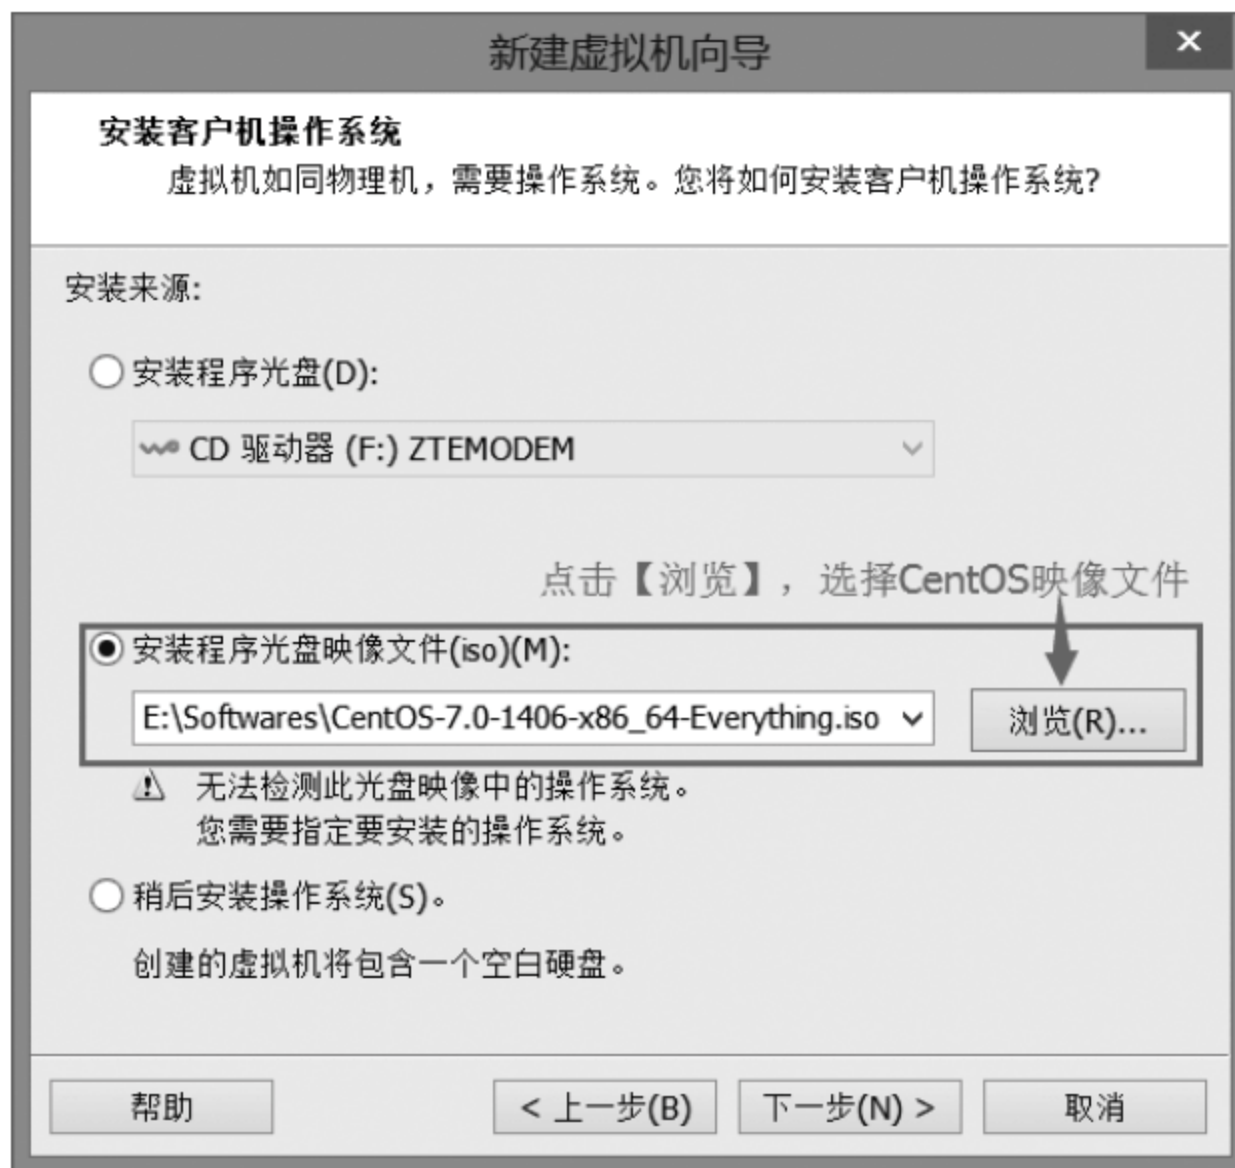 新建虚拟机向导
安装客户机操作系统
虚拟机如同物理机，需要操作系统。您将如何安装客户机操作系统?
安装来源:
安装程序光盘(D):
CD 驱动器 (F:) ZTEMODEM
点击【浏览】，选择CentOS映像文件
安装程序光盘映像文件(iso)(M):
E:\Softwares\CentOS-7.0-1406-x86_64-Everything.iso
浏览(R)...
无法检测此光盘映像中的操作系统。
您需要指定要安装的操作系统。
稍后安装操作系统(S)。
创建的虚拟机将包含一个空白硬盘。
帮助
< 上一步(B)
下一步(N) >
取消